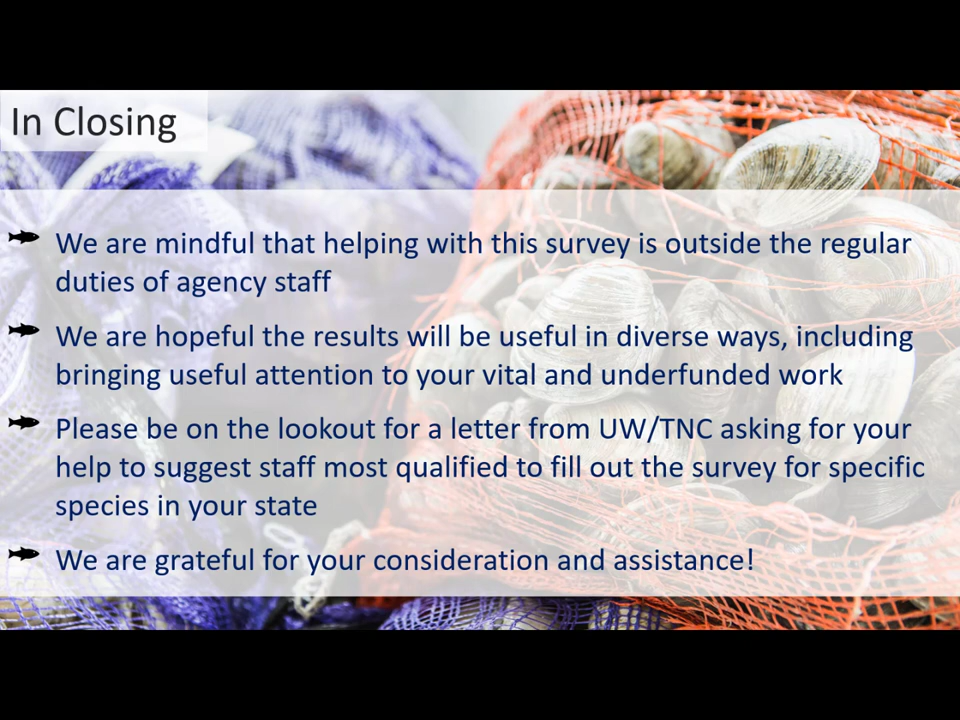 In Closing
We are mindful that helping with this survey is outside the regular
duties of agency staff
We are hopeful the results will be useful in diverse ways, including
bringing useful attention to your vital and underfunded work
Please be on the lookout for a letter from UW/TNC asking for your
help to suggest staff most qualified to fill out the survey for specific
species in your state
We are grateful for your consideration and assistance!